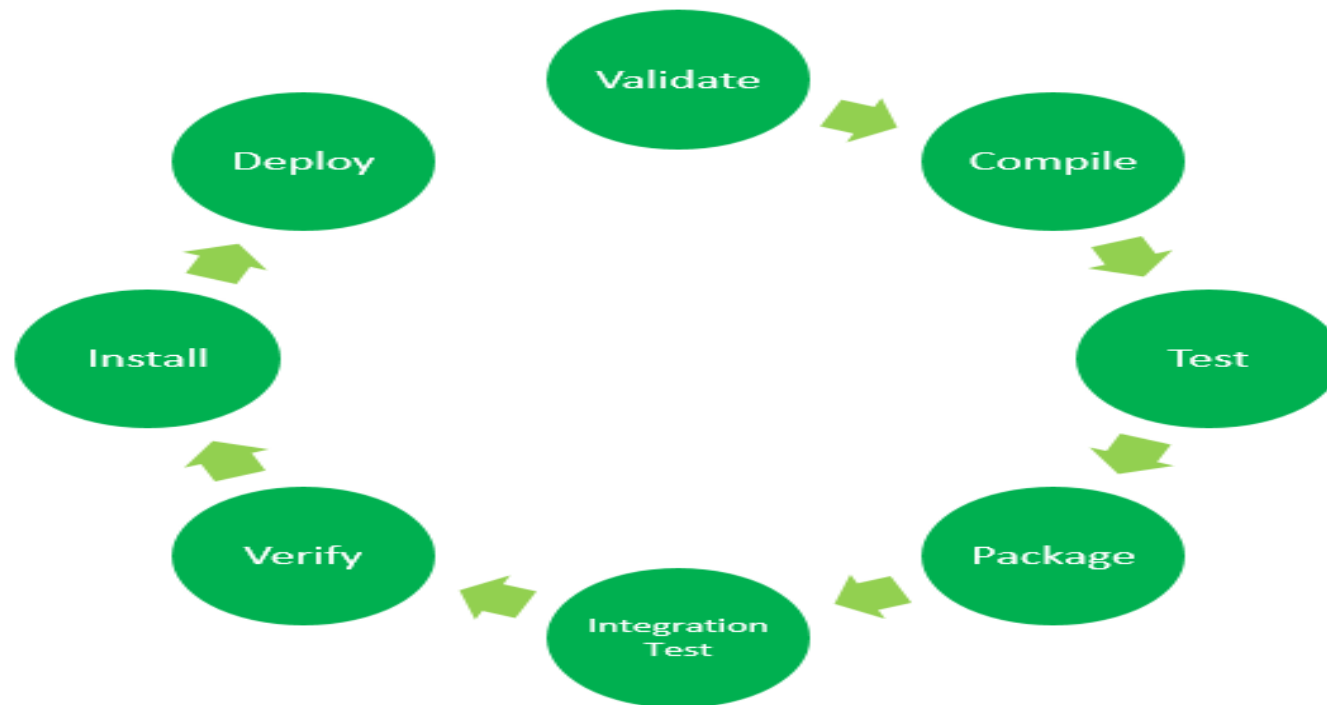 Validate
Compile
Test
Package
Integration
Test
Verify
Install
Deploy